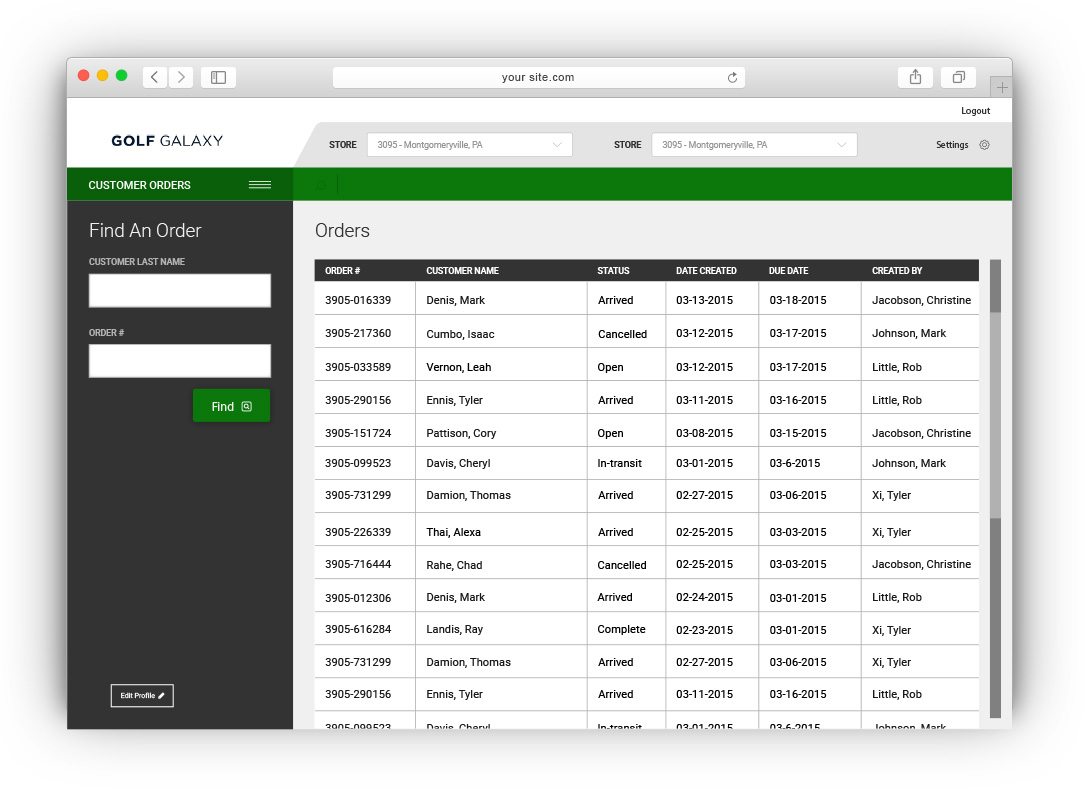 your site.com
Logout
GOLF GALAXY
STORE 3095 - Montgomeryville, PA STORE 3095 - Montgomeryville, PA Settings
CUSTOMER ORDERS
Find An Order
CUSTOMER LAST NAME
ORDER #
Find
Edit Profile
Orders
ORDER # CUSTOMER NAME STATUS DATE CREATED DUE DATE CREATED BY
3905-016339 Denis, Mark Arrived 03-13-2015 03-18-2015 Jacobson, Christine
3905-217360 Cumbo, Isaac Cancelled 03-12-2015 03-17-2015 Johnson, Mark
3905-033589 Vernon, Leah Open 03-12-2015 03-17-2015 Little, Rob
3905-290156 Ennis, Tyler Arrived 03-11-2015 03-16-2015 Little, Rob
3905-151724 Pattison, Cory Open 03-08-2015 03-15-2015 Jacobson, Christine
3905-099523 Davis, Cheryl In-transit 03-01-2015 03-6-2015 Johnson, Mark
3905-731299 Damion, Thomas Arrived 02-27-2015 03-06-2015 Xi, Tyler
3905-226339 Thai, Alexa Arrived 02-25-2015 03-03-2015 Xi, Tyler
3905-716444 Rahe, Chad Cancelled 02-25-2015 03-03-2015 Jacobson, Christine
3905-012306 Denis, Mark Arrived 02-24-2015 03-01-2015 Little, Rob
3905-616284 Landis, Ray Complete 02-23-2015 03-01-2015 Xi, Tyler
3905-731299 Damion, Thomas Arrived 02-27-2015 03-06-2015 Xi, Tyler
3905-290156 Ennis, Tyler Arrived 03-11-2015 03-16-2015 Little, Rob
3905-099523 Davis, Cheryl In-transit 03-01-2015 03-6-2015 Johnson, Mark